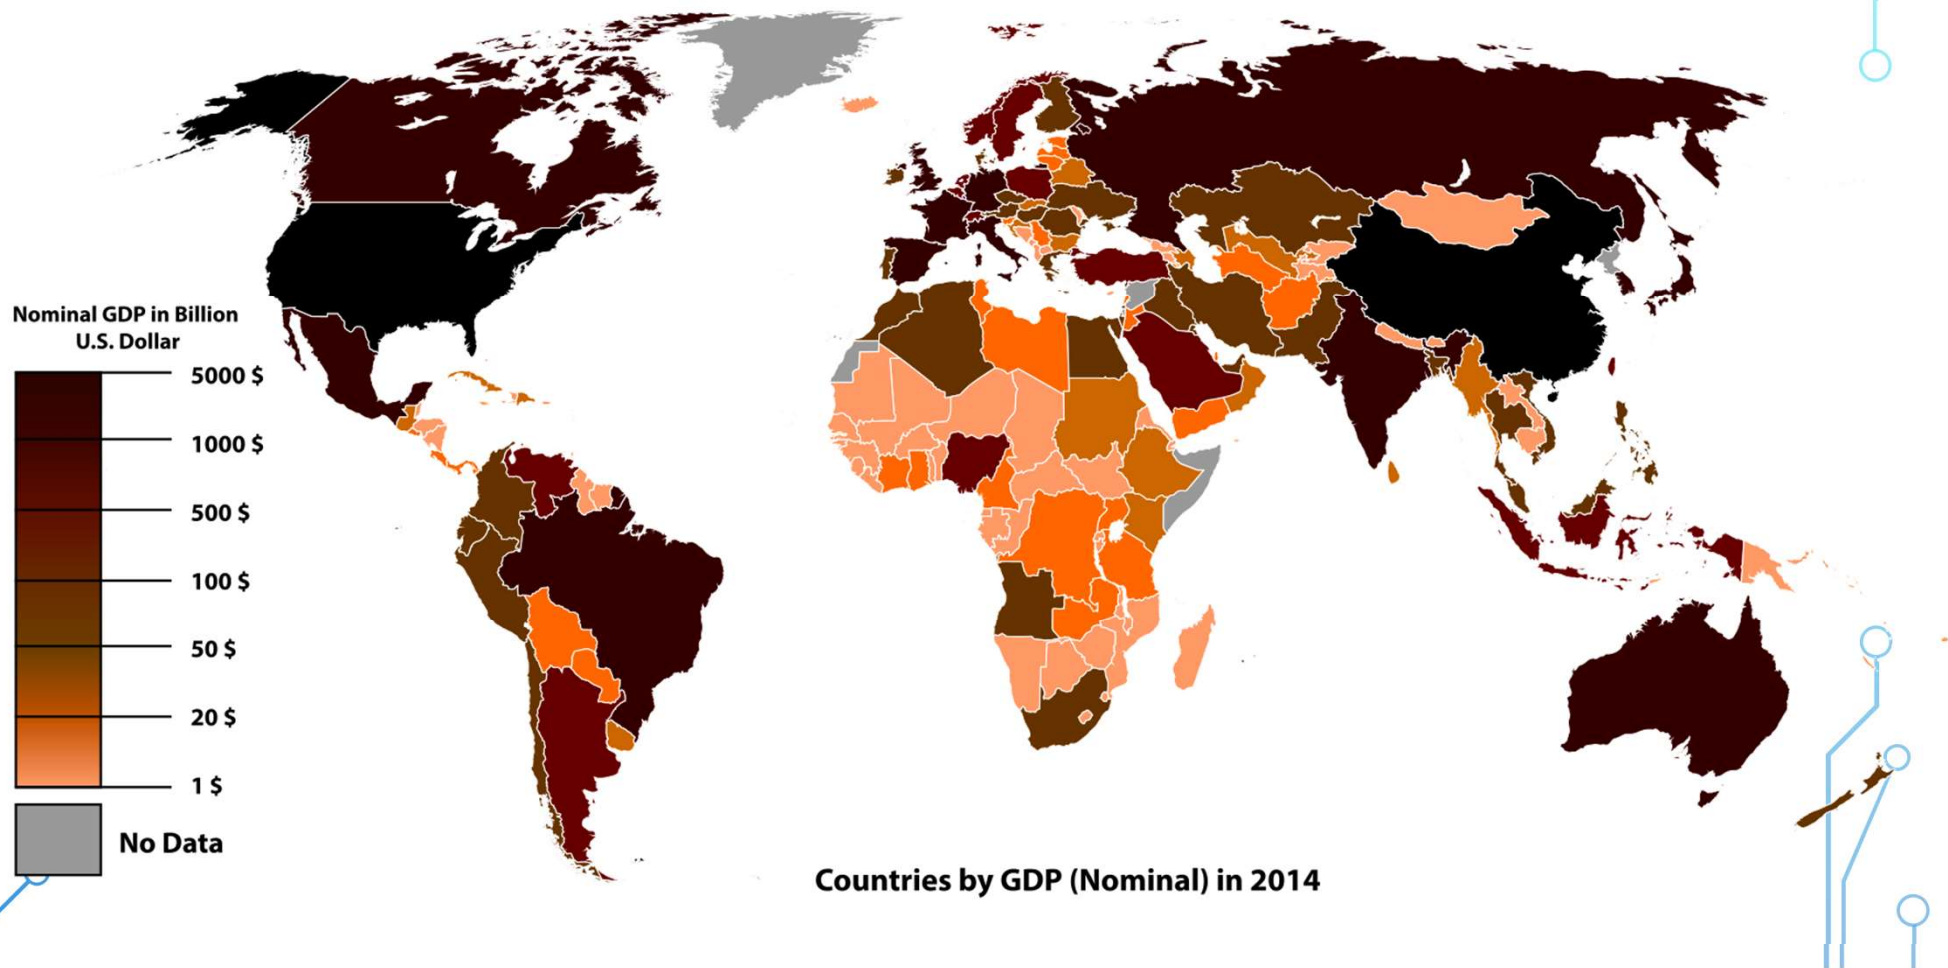 Nominal GDP in Billion
U.S. Dollar
5000 $
1000 $
500 $
100 $
50 $
20 $
1 $
No Data
Countries by GDP (Nominal) in 2014